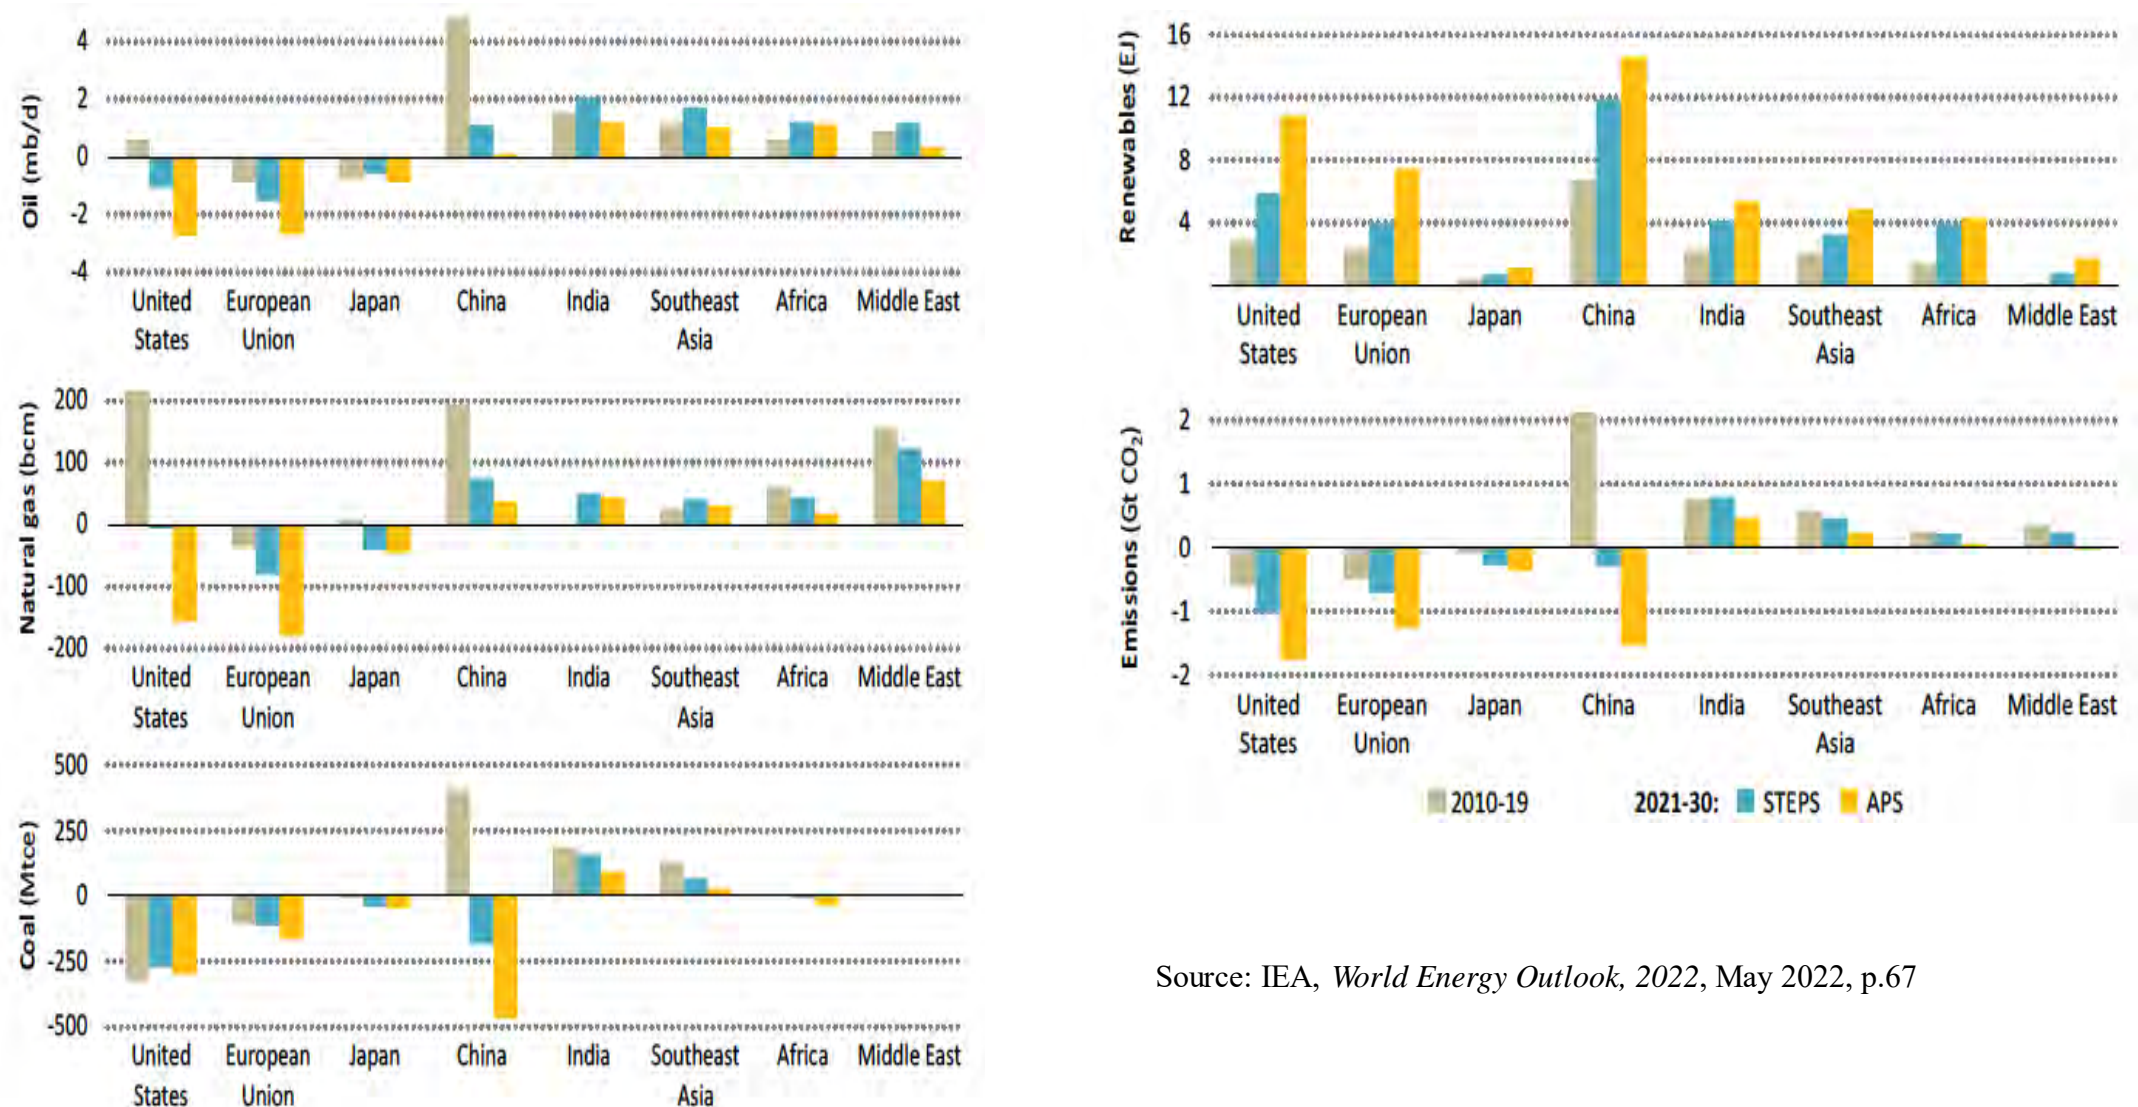 Oil (mb/d)
4
2
0
-2
-4
United States
European Union
Japan
China
India
Southeast Asia
Africa
Middle East
Natural gas (bcm)
200
100
0
-100
-200
United States
European Union
Japan
China
India
Southeast Asia
Africa
Middle East
Coal (Mtce)
500
250
0
-250
-500
United States
European Union
Japan
China
India
Southeast Asia
Africa
Middle East
Renewables (EJ)
16
12
8
4
United States
European Union
Japan
China
India
Southeast Asia
Africa
Middle East
Emissions (Gt CO₂)
2
1
0
-1
-2
United States
European Union
Japan
China
India
Southeast Asia
Africa
Middle East
2010-19 2021-30: STEPS APS
Source: IEA, World Energy Outlook, 2022, May 2022, p.67